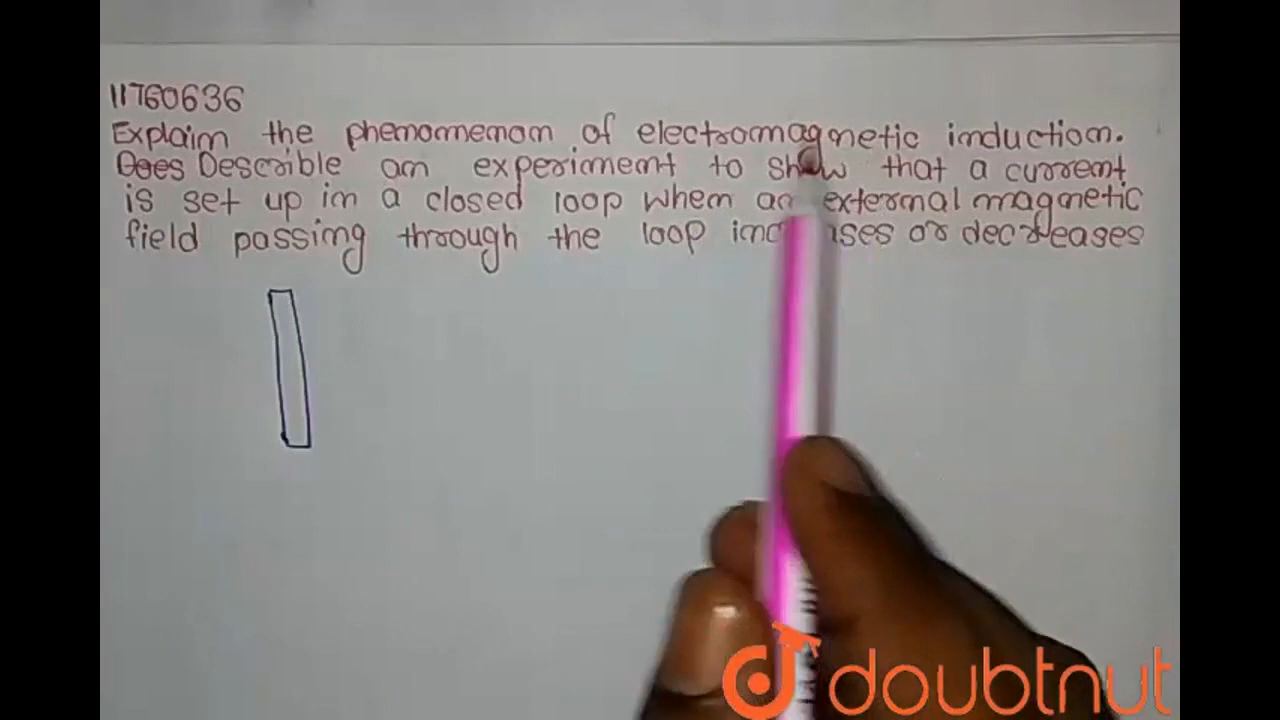 11760636
Explain the phenomenon of electromagnetic induction.
Does Describle an experiment to show that a current
is set up in a closed loop when an external magnetic
field passing through the loop increases or decreases
doubtnut